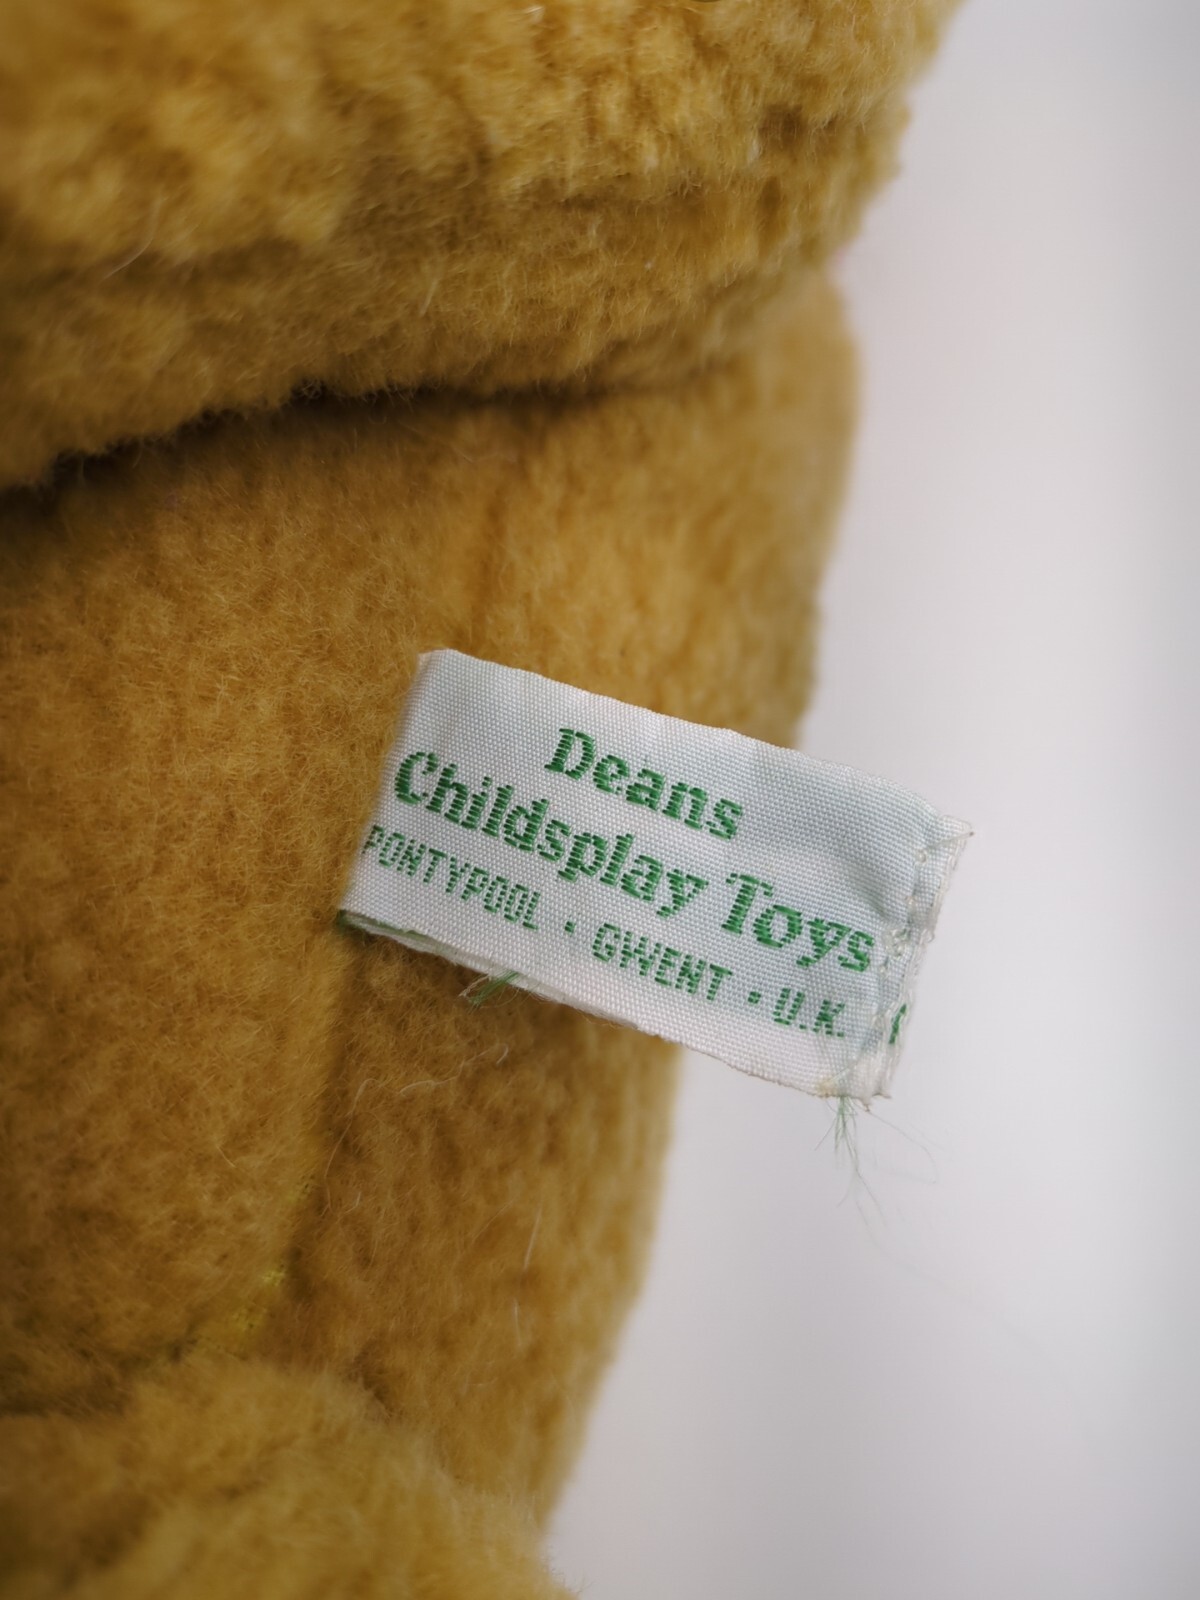 Deans
Childsplay Toys
PONTYPOOL · GWENT · U.K.